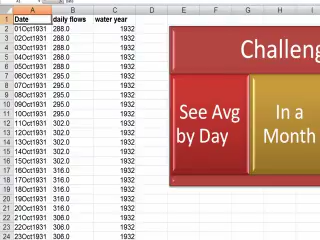 A B C D E F G H I
1 Date daily flows water year
2 01Oct1931 288.0 1932
3 02Oct1931 288.0 1932
4 03Oct1931 288.0 1932
5 04Oct1931 288.0 1932
6 05Oct1931 288.0 1932
7 06Oct1931 295.0 1932
8 07Oct1931 295.0 1932
9 08Oct1931 295.0 1932
10 09Oct1931 295.0 1932
11 10Oct1931 295.0 1932
12 11Oct1931 302.0 1932
13 12Oct1931 302.0 1932
14 13Oct1931 302.0 1932
15 14Oct1931 302.0 1932
16 15Oct1931 302.0 1932
17 16Oct1931 316.0 1932
18 17Oct1931 316.0 1932
19 18Oct1931 316.0 1932
20 19Oct1931 316.0 1932
21 20Oct1931 316.0 1932
22 21Oct1931 306.0 1932
23 22Oct1931 306.0 1932
24 23Oct1931 306.0 1932
Challeng
See Avg
by Day
In a
Month